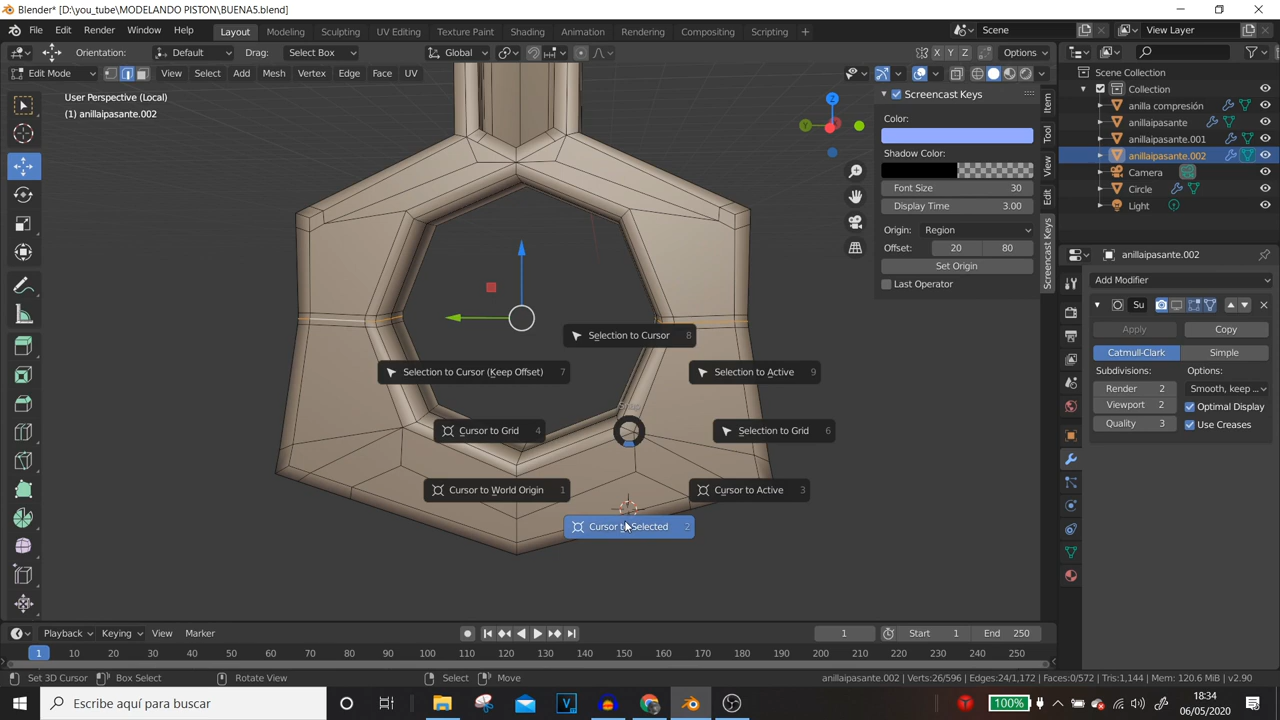 Blender* [D:\you_tube\MODELANDO PISTON\BUENA5.blend]
File Edit Render Window Help Layout Modeling Sculpting UV Editing Texture Paint Shading Animation Rendering Compositing Scripting + Scene View Layer
Orientation: Default Drag: Select Box Global X Y Z Options
Edit Mode View Select Add Mesh Vertex Edge Face UV
User Perspective (Local)
(1) anillaipasante.002
Z
Y
Screencast Keys
Color:
Shadow Color:
Font Size 30
Display Time 3.00
Origin: Region
Offset: 20 80
Set Origin
Last Operator
Item
Tool
View
Edit
Screencast Keys
Scene Collection
Collection
anilla compresión
anillaipasante
anillaipasante.001
anillaipasante.002
Camera
Circle
Light
anillaipasante.002
Add Modifier
Su
Apply Copy
Catmull-Clark Simple
Subdivisions: Options:
Render 2 Smooth, keep ...
Viewport 2 Optimal Display
Quality 3 Use Creases
Selection to Cursor 8
Selection to Cursor (Keep Offset) 7
Selection to Active 9
Cursor to Grid 4
Selection to Grid 6
Cursor to World Origin 1
Cursor to Active 3
Cursor to Selected 2
Playback Keying View Marker 1 Start 1 End 250
1 10 20 30 40 50 60 70 80 90 100 110 120 130 140 150 160 170 180 190 200 210 220 230 240 250
Set 3D Cursor Box Select Rotate View Select Move anillaipasante.002 | Verts:26/596 | Edges:24/1,172 | Faces:0/572 | Tris:1,144 | Mem: 120.6 MiB | v2.90
Escribe aquí para buscar
100%
18:34
06/05/2020